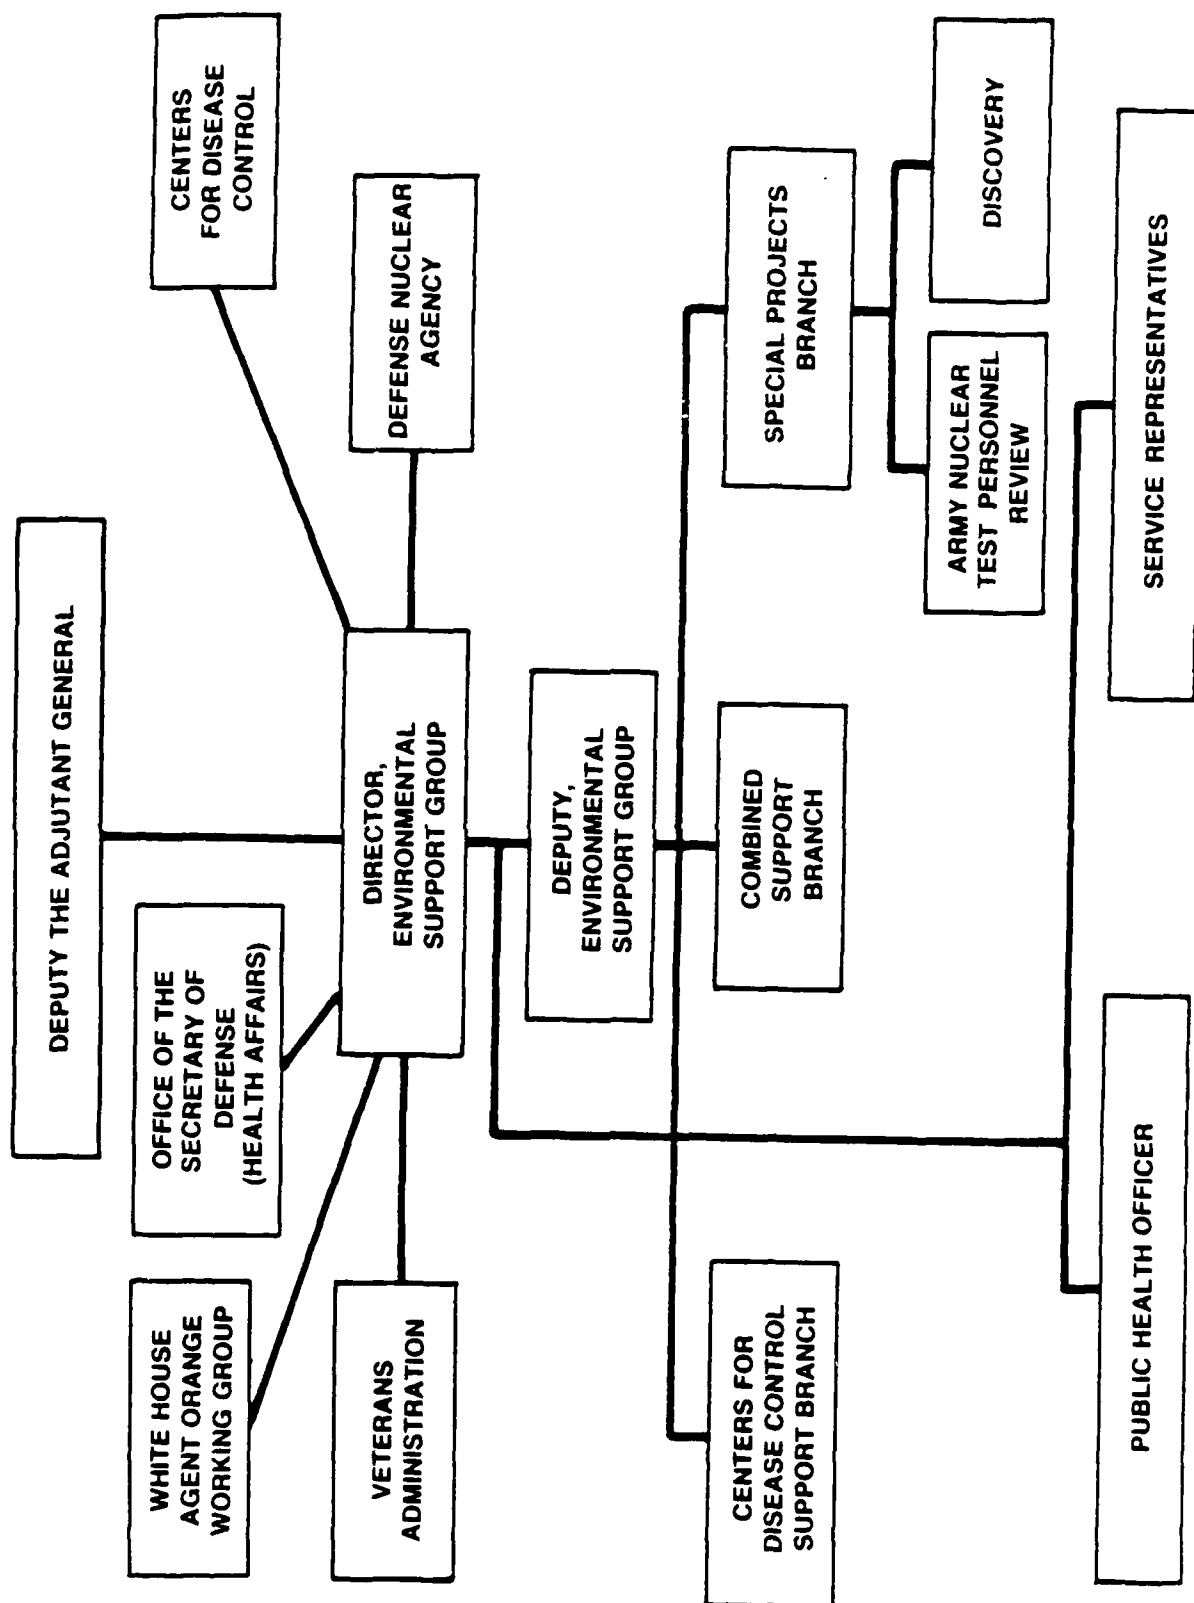 DEPUTY THE ADJUTANT GENERAL
WHITE HOUSE
AGENT ORANGE
WORKING GROUP
OFFICE OF THE
SECRETARY OF
DEFENSE
(HEALTH AFFAIRS)
CENTERS
FOR DISEASE
CONTROL
VETERANS
ADMINISTRATION
DIRECTOR,
ENVIRONMENTAL
SUPPORT GROUP
DEFENSE NUCLEAR
AGENCY
DEPUTY,
ENVIRONMENTAL
SUPPORT GROUP
CENTERS FOR
DISEASE CONTROL
SUPPORT BRANCH
COMBINED
SUPPORT
BRANCH
SPECIAL PROJECTS
BRANCH
ARMY NUCLEAR
TEST PERSONNEL
REVIEW
DISCOVERY
PUBLIC HEALTH OFFICER
SERVICE REPRESENTATIVES